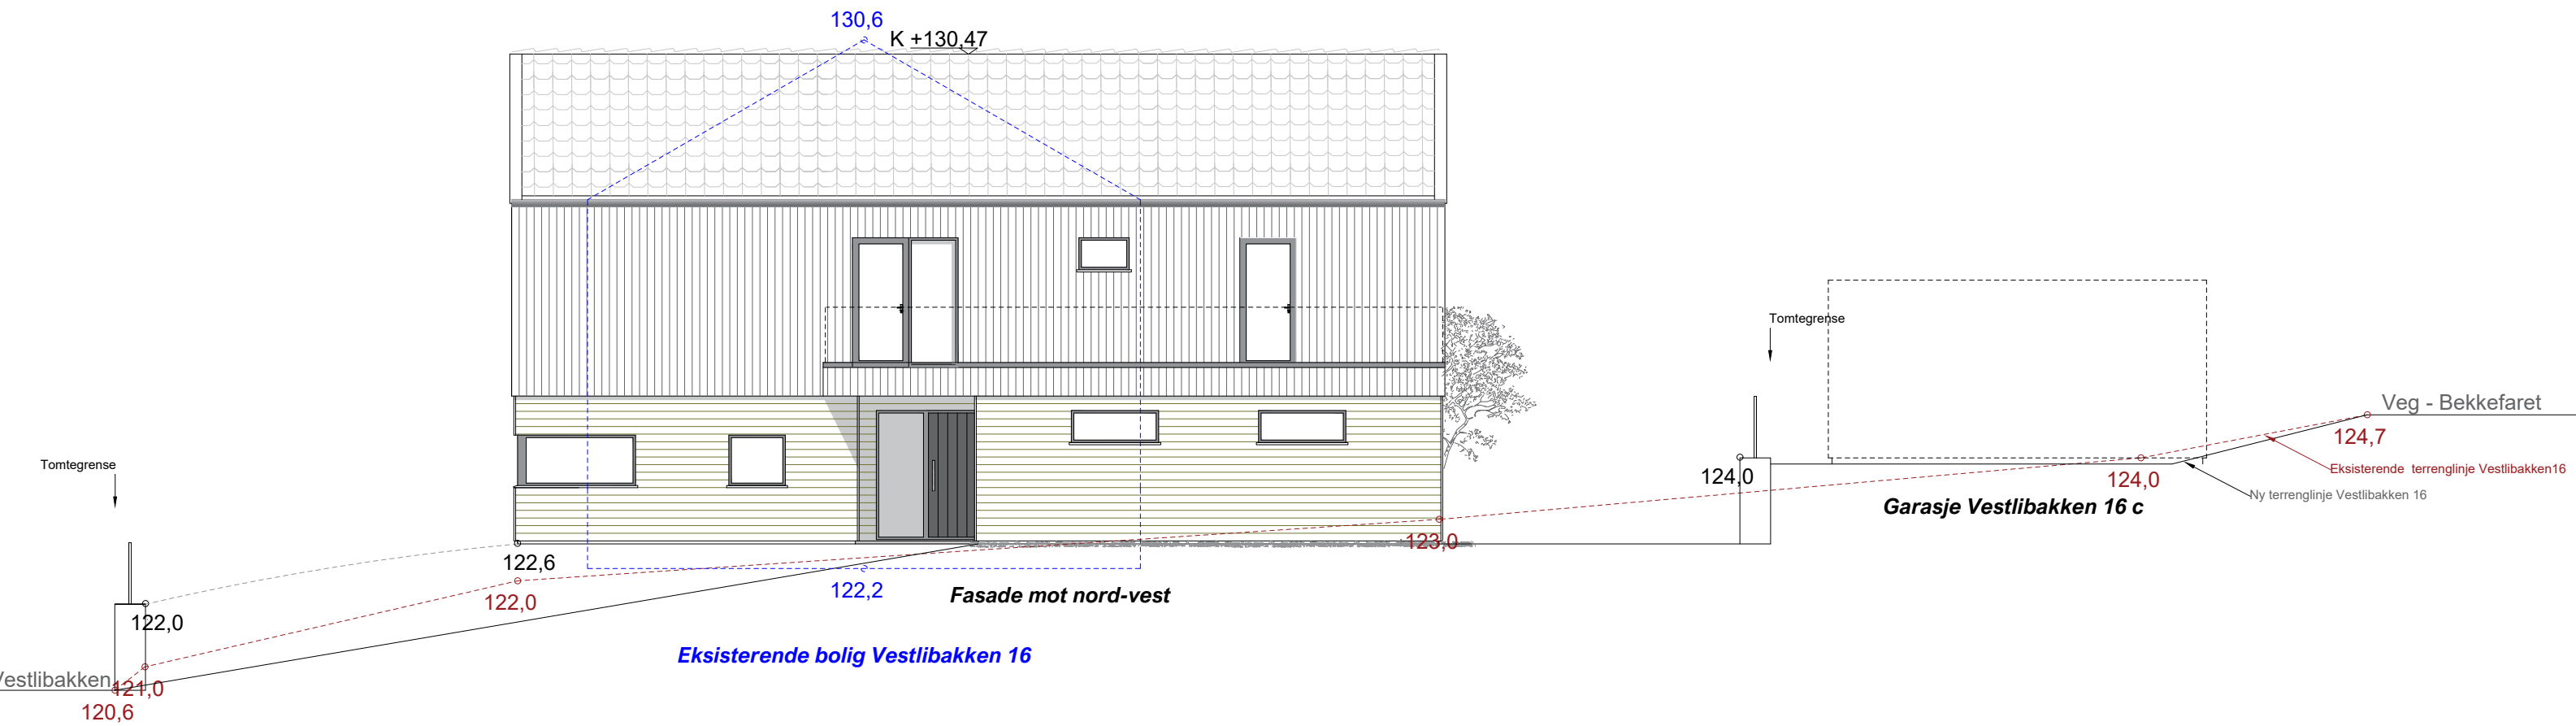 130,6
K +130,47
Tomtegrense
Veg - Bekkefaret
124,7
Tomtegrense
Eksisterende terrenglinje Vestlibakken16
124,0
124,0
Ny terrenglinje Vestlibakken 16
Garasje Vestlibakken 16 c
123,0
122,6
122,2
Fasade mot nord-vest
122,0
122,0
Eksisterende bolig Vestlibakken 16
Vestlibakken
121,0
120,6